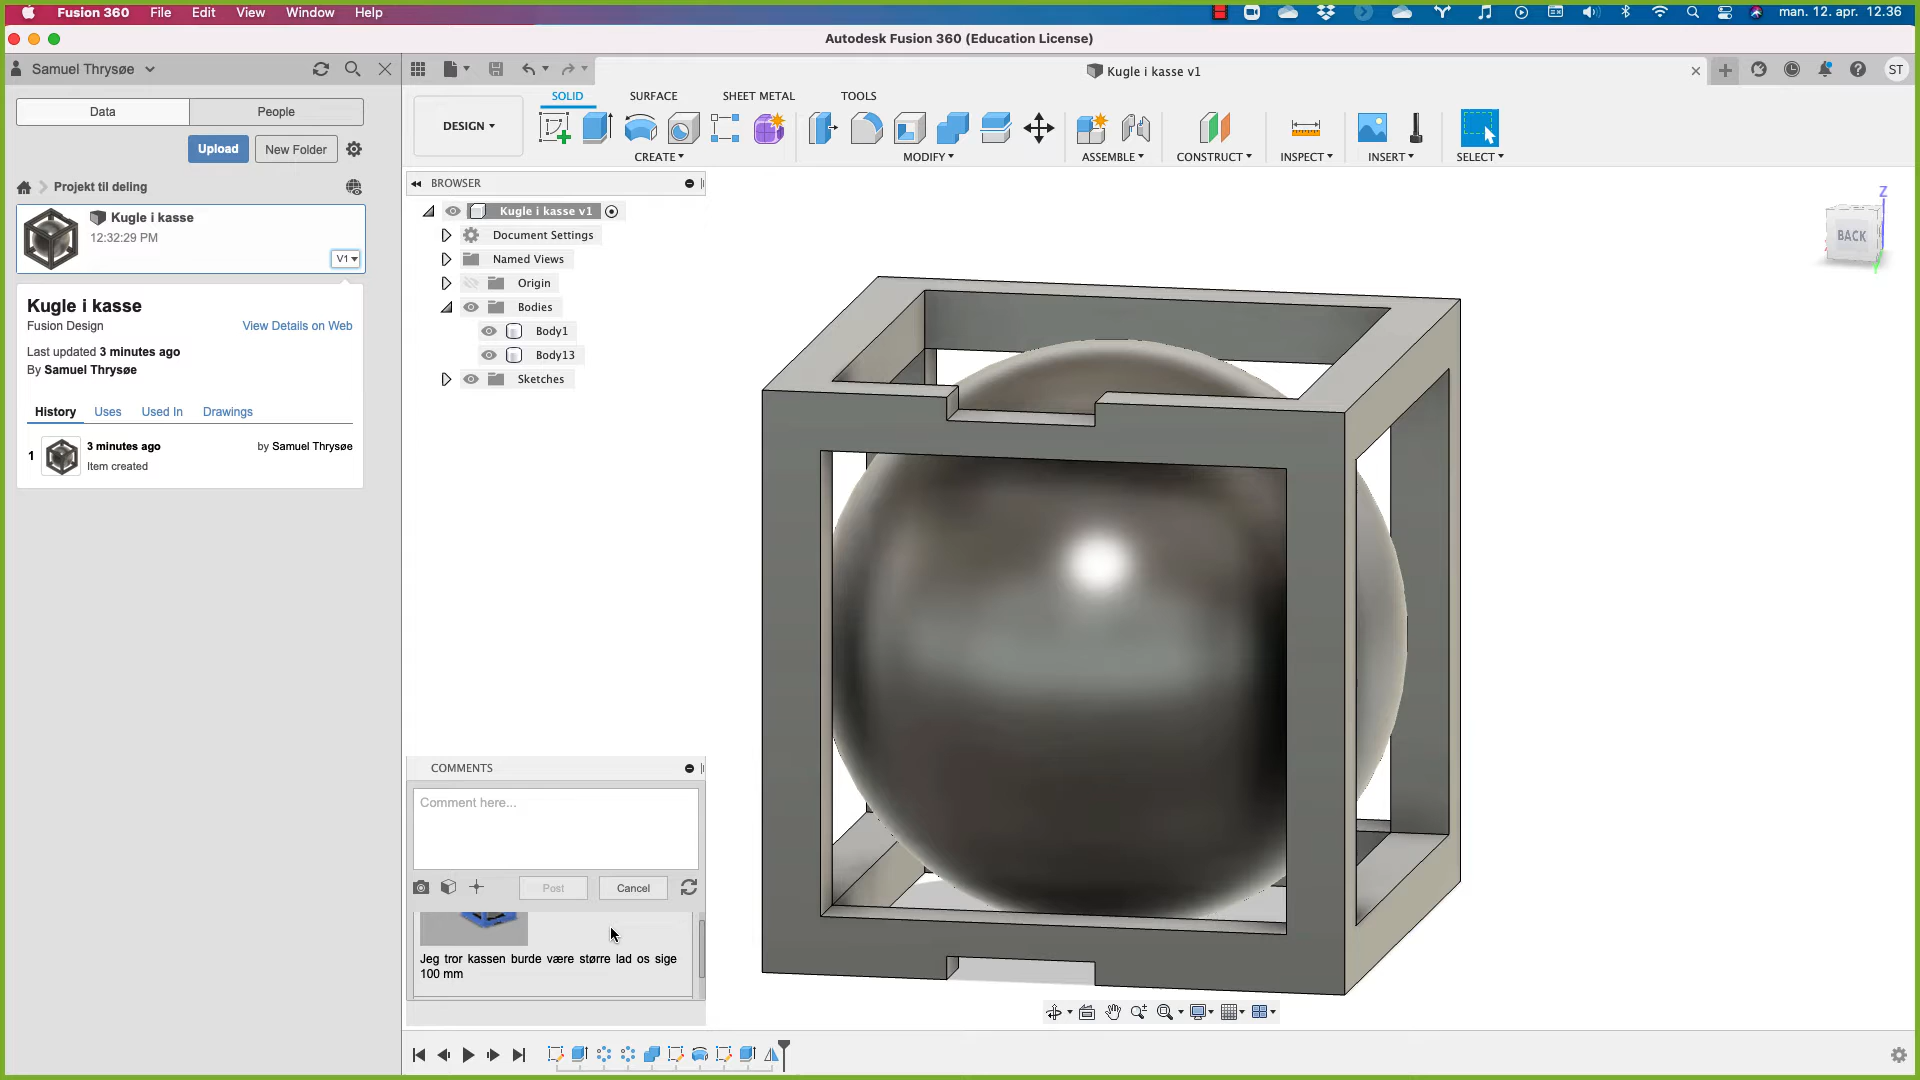 Fusion 360 File Edit View Window Help man. 12. apr. 12.36
Autodesk Fusion 360 (Education License)
Samuel Thrysøe
Kugle i kasse v1
ST
Data People
SOLID SURFACE SHEET METAL TOOLS
DESIGN
Upload New Folder
CREATE MODIFY ASSEMBLE CONSTRUCT INSPECT INSERT SELECT
Projekt til deling
BROWSER
Kugle i kasse
12:32:29 PM
V1
Kugle i kasse v1
Document Settings
Named Views
Origin
Bodies
Body1
Body13
Sketches
Z
BACK
Kugle i kasse
Fusion Design
View Details on Web
Last updated 3 minutes ago
By Samuel Thrysøe
History Uses Used In Drawings
1 3 minutes ago by Samuel Thrysøe
Item created
COMMENTS
Comment here...
Post Cancel
Jeg tror kassen burde være større lad os sige
100 mm